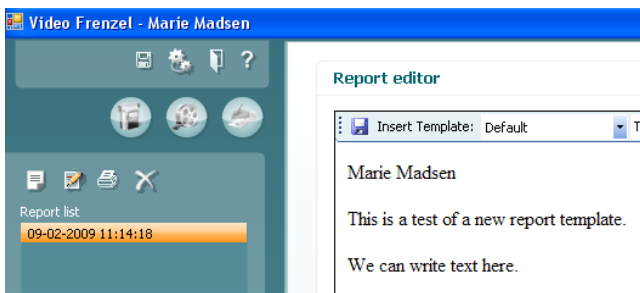 Video Frenzel - Marie Madsen
?
Report editor
Insert Template: Default T
Marie Madsen
Report list
This is a test of a new report template.
09-02-2009 11:14:18
We can write text here.